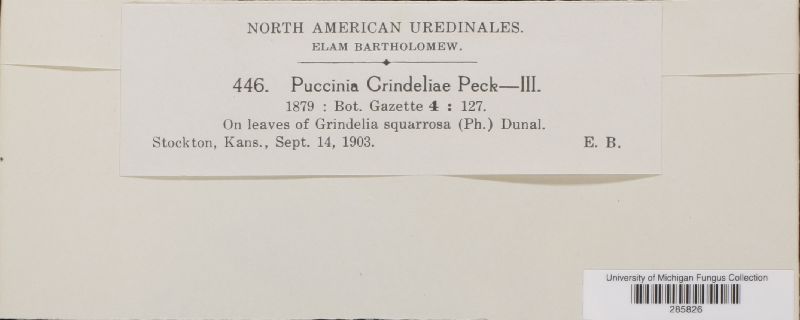 NORTH AMERICAN UREDINALES.
ELAM BARTHOLOMEW.
446. Puccinia Grindeliae Peck—III.
1879 : Bot. Gazette 4 : 127.
On leaves of Grindelia squarrosa (Ph.) Dunal.
Stockton, Kans., Sept. 14, 1903. E. B.
University of Michigan Fungus Collection
285826